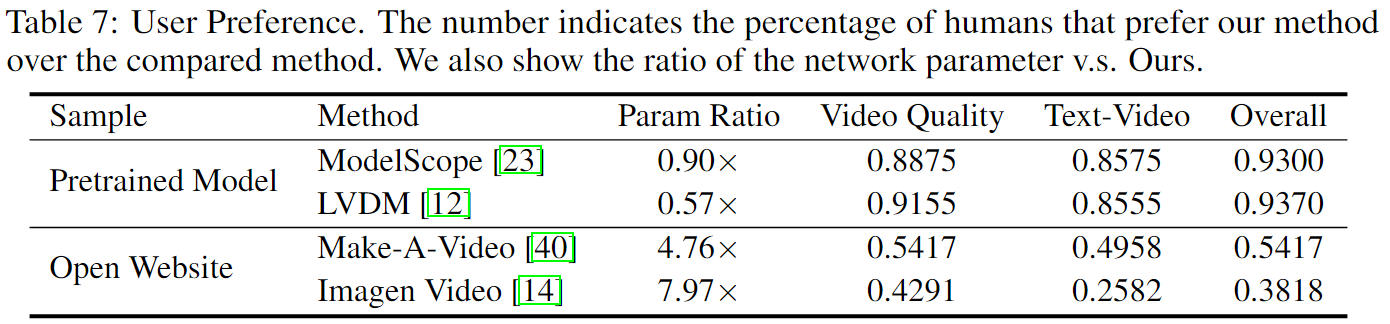 Table 7: User Preference. The number indicates the percentage of humans that prefer our method
over the compared method. We also show the ratio of the network parameter v.s. Ours.
Sample Method Param Ratio Video Quality Text-Video Overall
Pretrained Model
ModelScope [23] 0.90× 0.8875 0.8575 0.9300
LVDM [12] 0.57× 0.9155 0.8555 0.9370
Open Website
Make-A-Video [40] 4.76× 0.5417 0.4958 0.5417
Imagen Video [14] 7.97× 0.4291 0.2582 0.3818